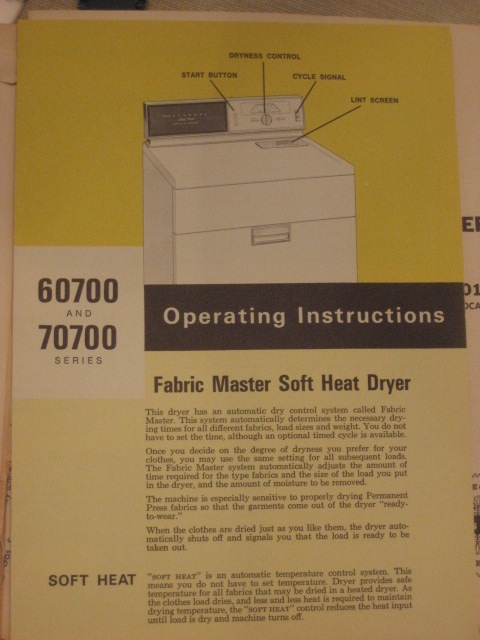 DRYNESS CONTROL
START BUTTON
CYCLE SIGNAL
LINT SCREEN
60700
AND
70700
SERIES
Operating Instructions
Fabric Master Soft Heat Dryer
This dryer has an automatic dry control system called Fabric
Master. This system automatically determines the necessary dry-
ing times for all different fabrics, load sizes and weight. You do not
have to set the time, although an optional timed cycle is available.
Once you decide on the degree of dryness you prefer for your
clothes, you may use the same setting for all subsequent loads.
The Fabric Master system automatically adjusts the amount of
time required for the type fabrics and the size of the load you put
in the dryer, and the amount of moisture to be removed.
The machine is especially sensitive to properly drying Permanent
Press fabrics so that the garments come out of the dryer "ready-
to-wear."
When the clothes are dried just as you like them, the dryer auto-
matically shuts off and signals you that the load is ready to be
taken out.
SOFT HEAT
"SOFT HEAT" is an automatic temperature control system. This
means you do not have to set temperature. Dryer provides safe
temperature for all fabrics that may be dried in a heated dryer. As
the clothes load dries, and less and less heat is required to maintain
drying temperature, the "SOFT HEAT" control reduces the heat input
until load is dry and machine turns off.